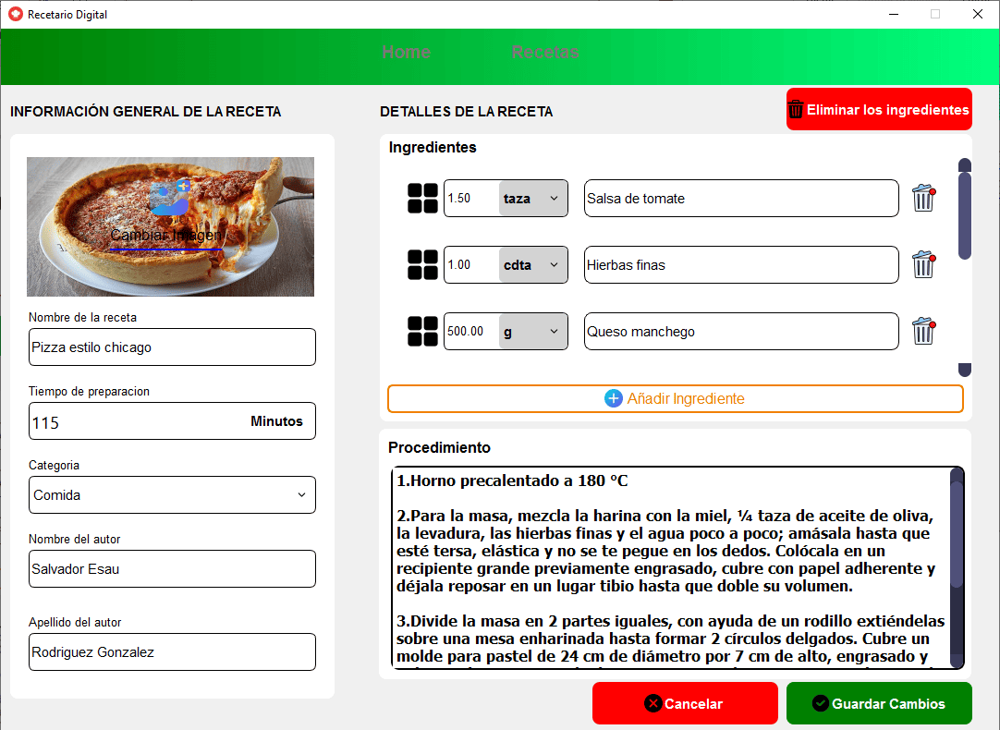 Recetario Digital
Home
Recetas
INFORMACIÓN GENERAL DE LA RECETA
Cambiar Imagen
Nombre de la receta
Pizza estilo chicago
Tiempo de preparacion
115 Minutos
Categoria
Comida
Nombre del autor
Salvador Esau
Apellido del autor
Rodriguez Gonzalez
DETALLES DE LA RECETA
Eliminar los ingredientes
Ingredientes
1.50 taza Salsa de tomate
1.00 cdta Hierbas finas
500.00 g Queso manchego
Añadir Ingrediente
Procedimiento
1.Horno precalentado a 180 °C
2.Para la masa, mezcla la harina con la miel, ¼ taza de aceite de oliva,
la levadura, las hierbas finas y el agua poco a poco; amásala hasta que
esté tersa, elástica y no se te pegue en los dedos. Colócala en un
recipiente grande previamente engrasado, cubre con papel adherente y
déjala reposar en un lugar tibio hasta que doble su volumen.
3.Divide la masa en 2 partes iguales, con ayuda de un rodillo extiéndelas
sobre una mesa enharinada hasta formar 2 círculos delgados. Cubre un
molde para pastel de 24 cm de diámetro por 7 cm de alto, engrasado y
Cancelar
Guardar Cambios